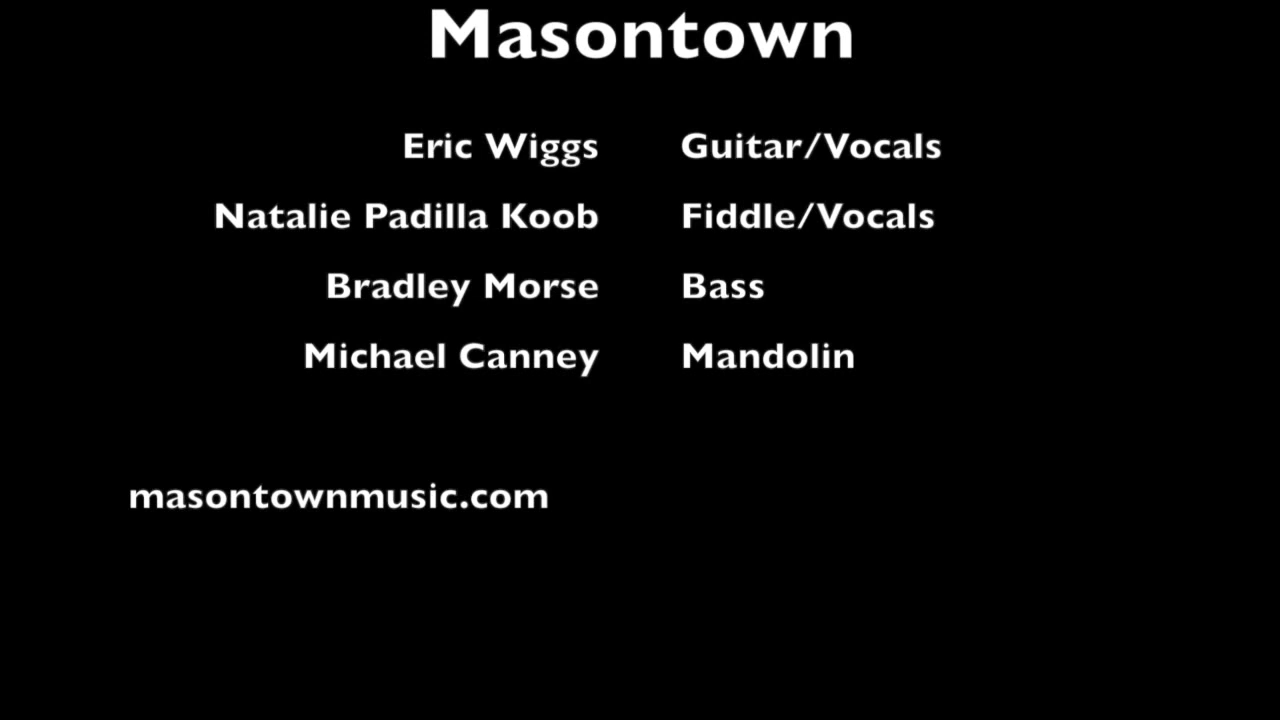 Masontown
Eric Wiggs Guitar/Vocals
Natalie Padilla Koob Fiddle/Vocals
Bradley Morse Bass
Michael Canney Mandolin
masontownmusic.com